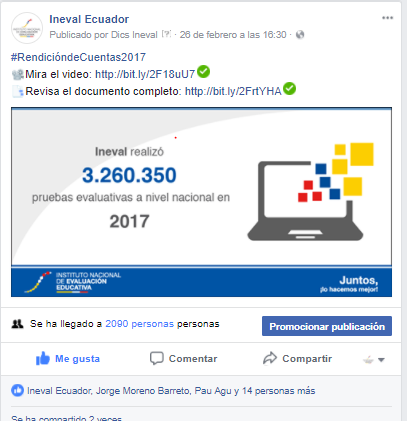 Ineval Ecuador
Publicado por Dics Ineval · 26 de febrero a las 16:30 ·
#RendicióndeCuentas2017
Mira el video: http://bit.ly/2F18uU7
Revisa el documento completo: http://bit.ly/2FrtYHA
Ineval realizó
3.260.350
pruebas evaluativas a nivel nacional en
2017
INSTITUTO NACIONAL
DE EVALUACIÓN
EDUCATIVA
Juntos,
¡lo hacemos mejor!
Se ha llegado a 2090 personas personas
Promocionar publicación
Me gusta
Comentar
Compartir
Ineval Ecuador, Jorge Moreno Barreto, Pau Agu y 14 personas más
Se ha compartido 2 veces